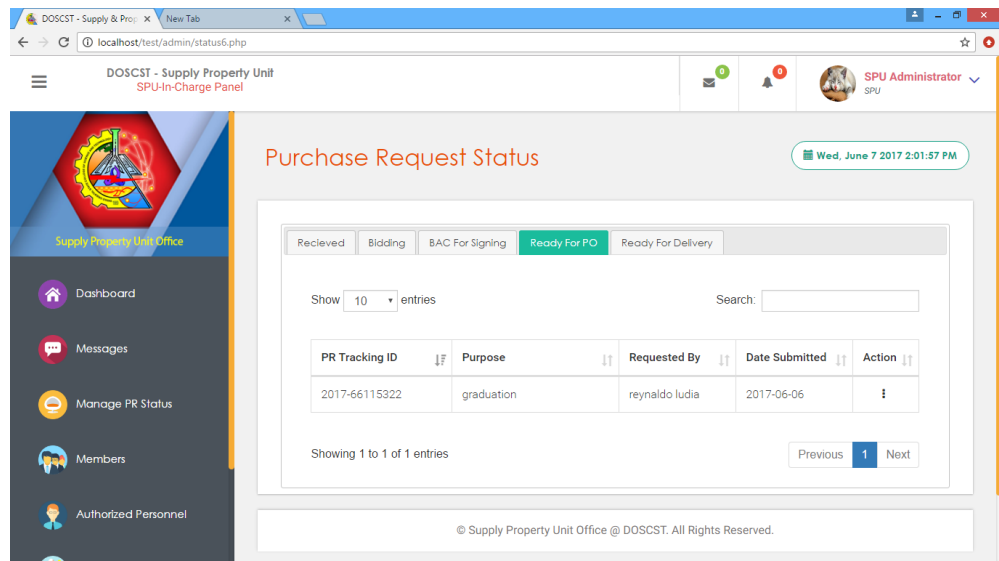 DOSCST - Supply & Prop
New Tab
localhost/test/admin/status6.php
DOSCST - Supply Property Unit
SPU-In-Charge Panel
0
0
SPU Administrator
SPU
Supply Property Unit Office
Dashboard
Messages
Manage PR Status
Members
Authorized Personnel
Purchase Request Status
Wed, June 7 2017 2:01:57 PM
Recieved Bidding BAC For Signing Ready For PO Ready For Delivery
Show 10 entries Search:
PR Tracking ID Purpose Requested By Date Submitted Action
2017-66115322 graduation reynaldo ludia 2017-06-06
Showing 1 to 1 of 1 entries Previous 1 Next
© Supply Property Unit Office @ DOSCST. All Rights Reserved.